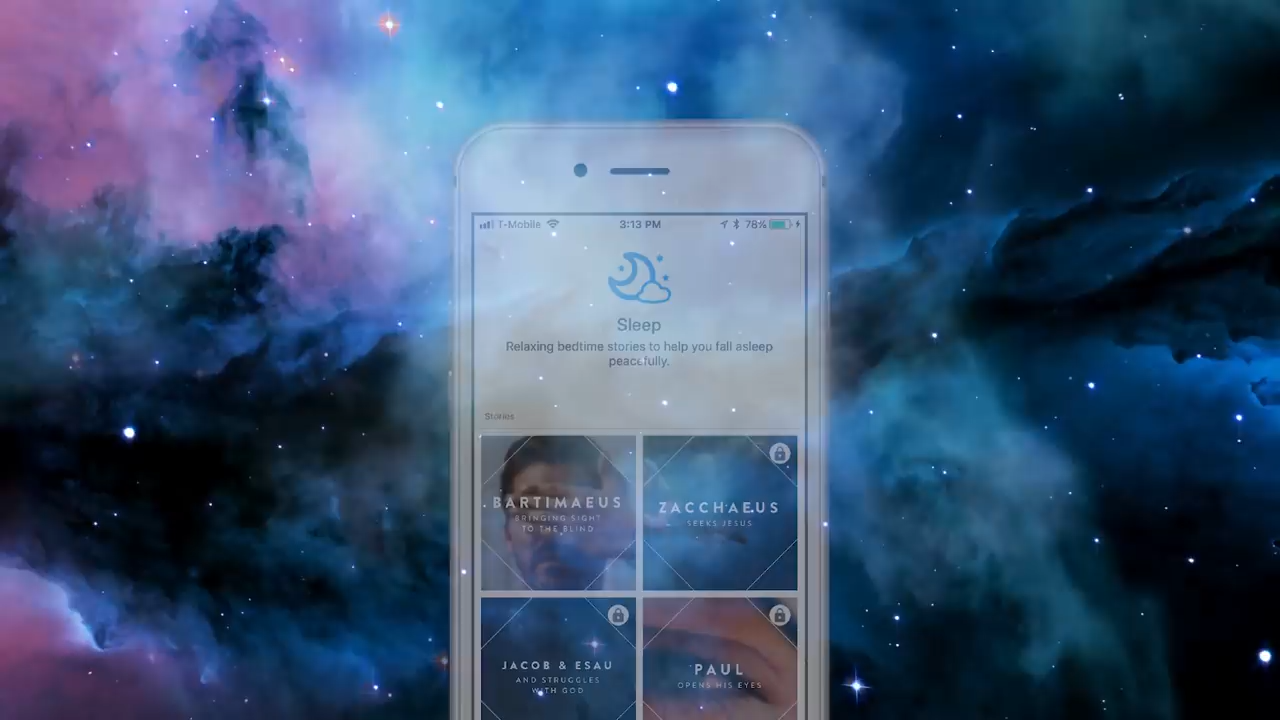 T-Mobile
3:13 PM
78%
Sleep
Relaxing bedtime stories to help you fall asleep
peacefully.
Stories
BARTIMAEUS
BRINGING SIGHT
TO THE BLIND
ZACCHAEUS
SEEKS JESUS
JACOB & ESAU
AND STRUGGLES
WITH GOD
PAUL
OPENS HIS EYES